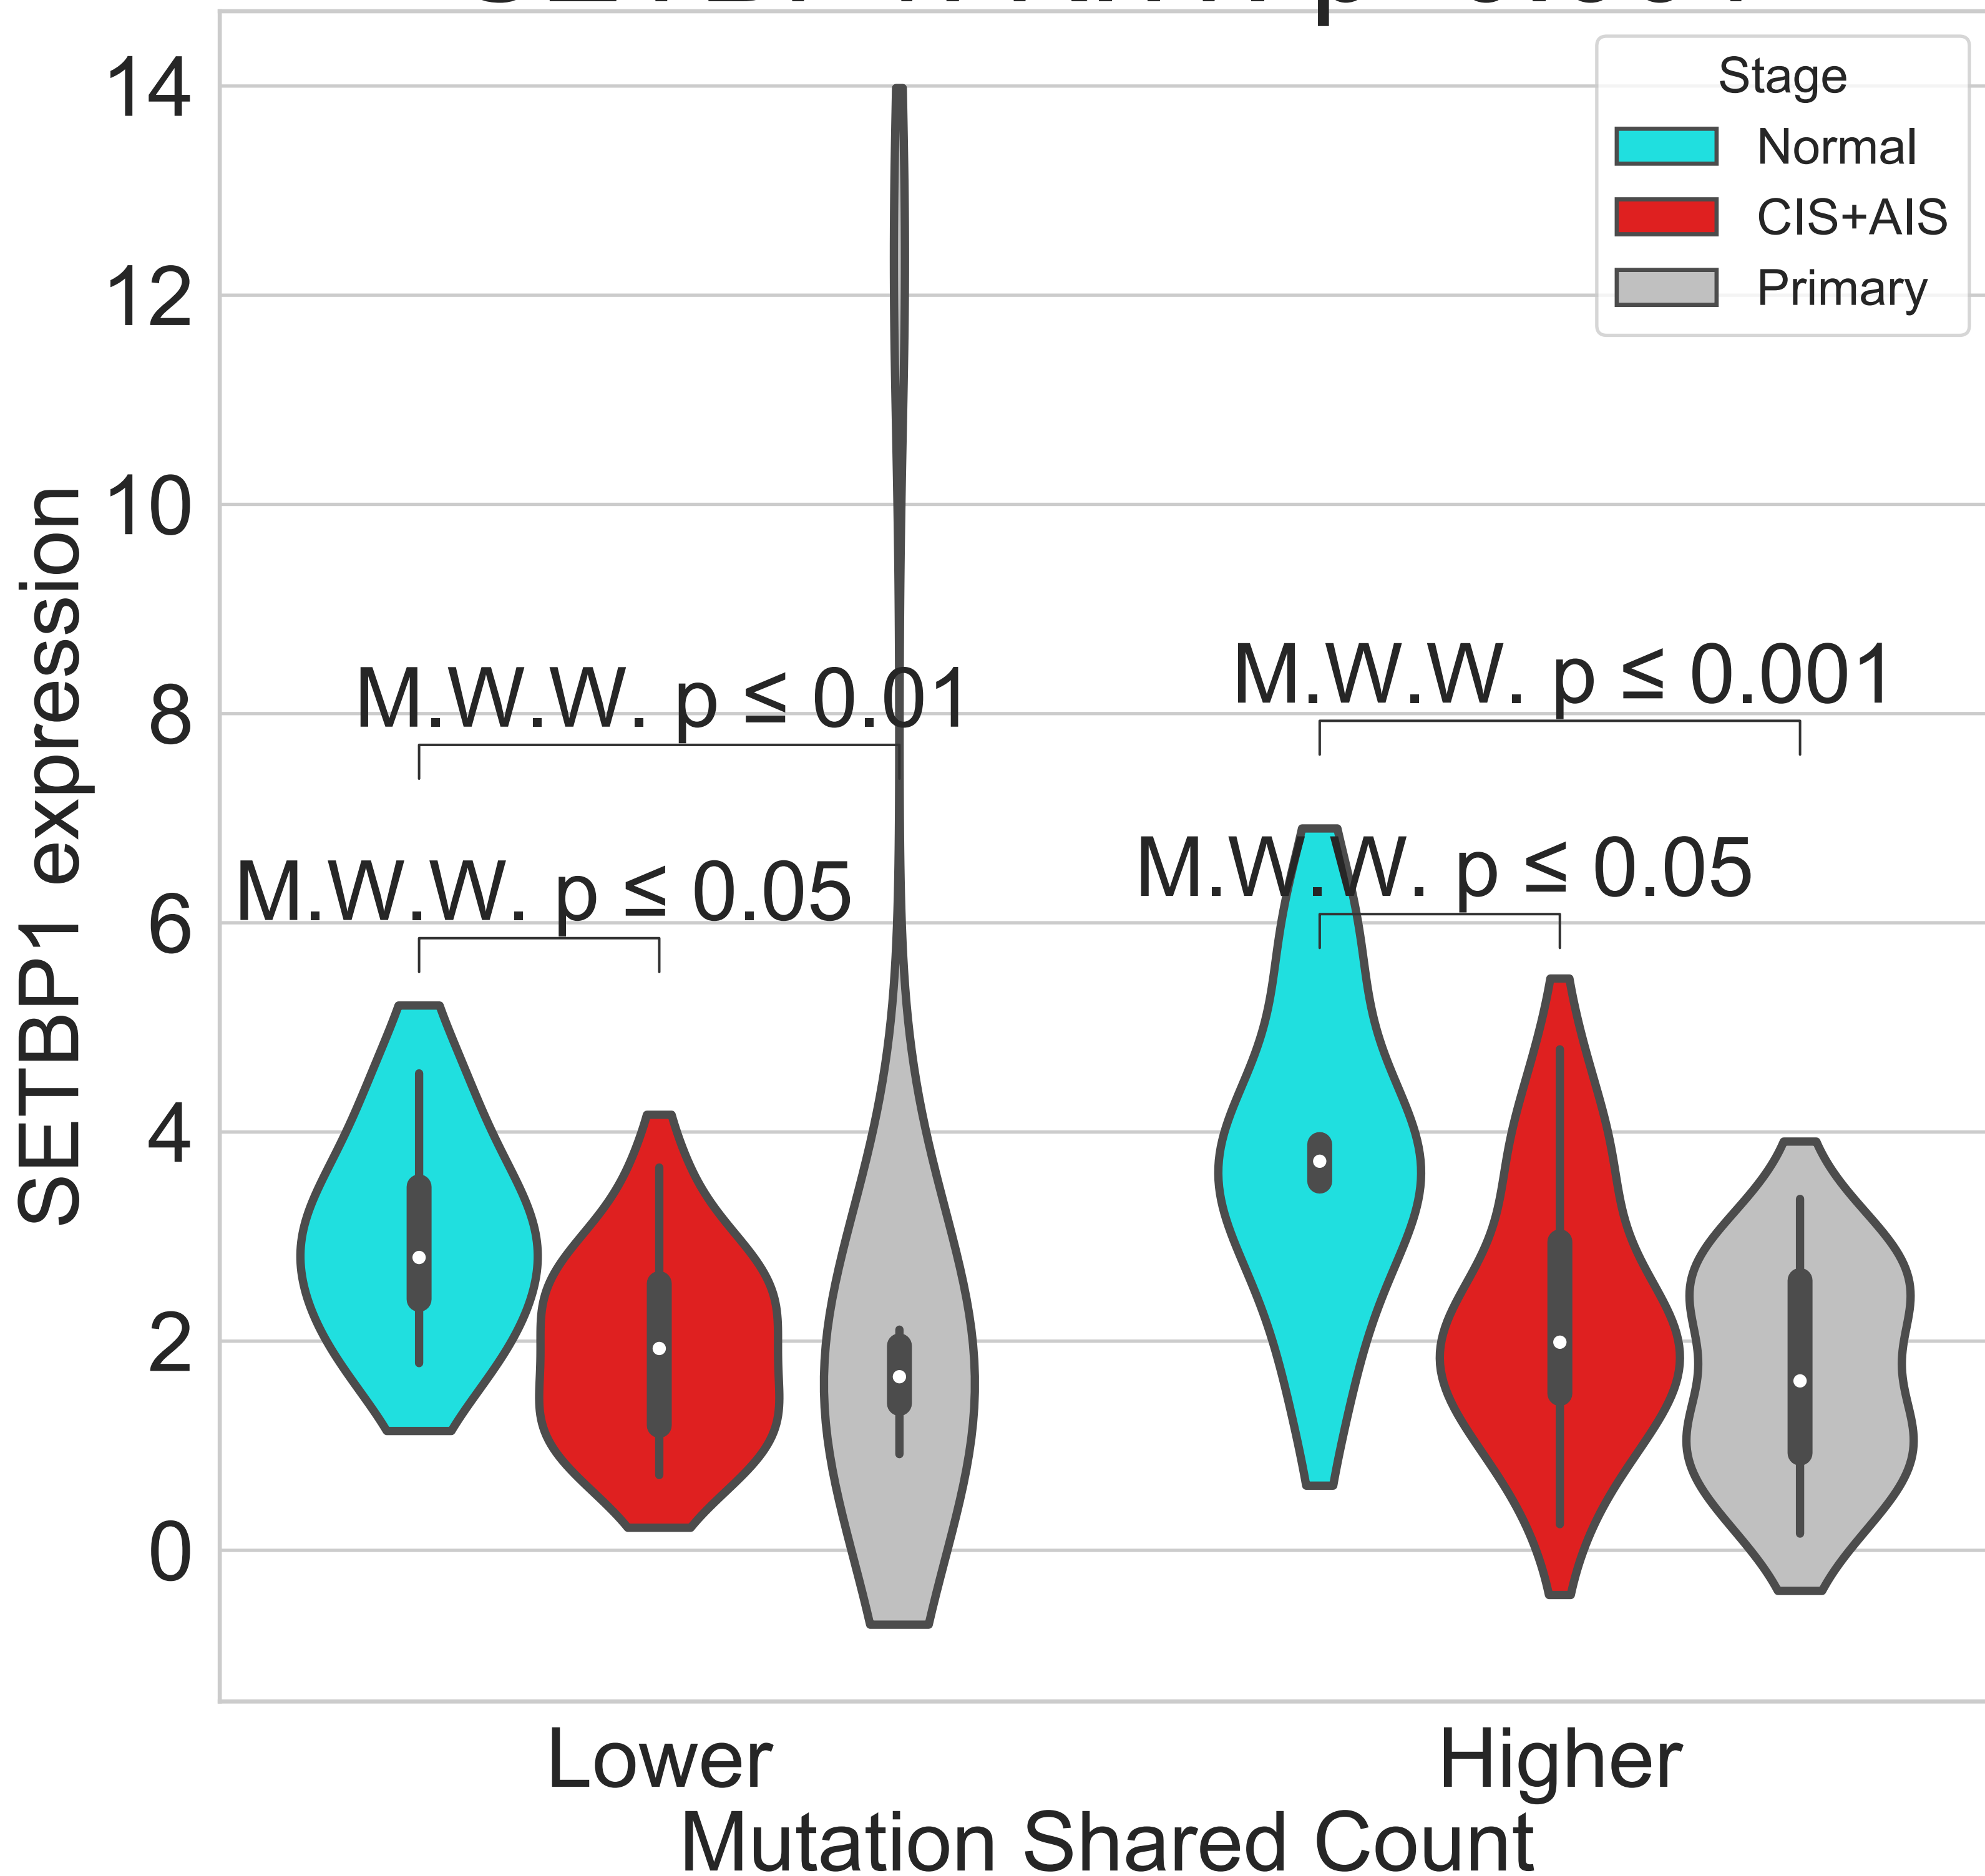 Stage
Normal
CIS+AIS
Primary
14
12
10
8
6
4
2
0
SETBP1 expression
M.W.W. p ≤ 0.01
M.W.W. p ≤ 0.05
M.W.W. p ≤ 0.001
M.W.W. p ≤ 0.05
Lower
Higher
Mutation Shared Count